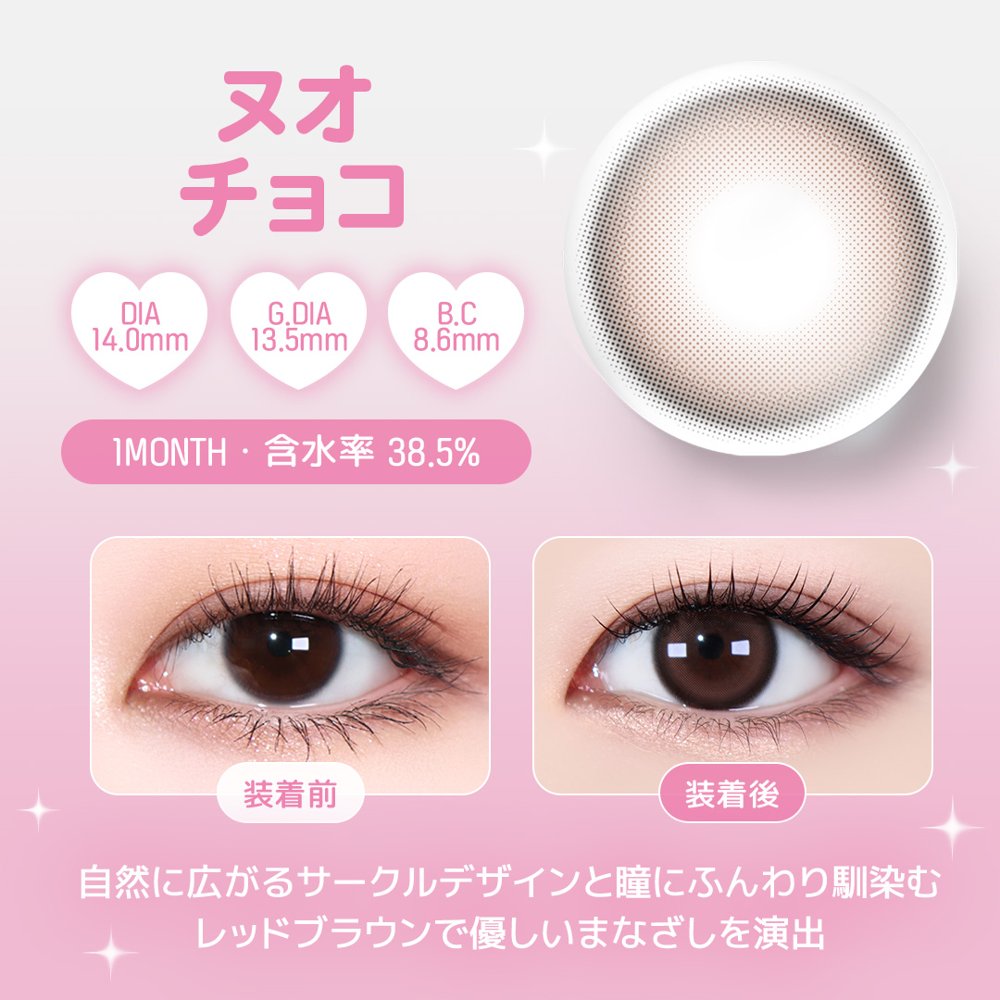 ヌオ
チョコ
DIA
14.0mm
G.DIA
13.5mm
B.C
8.6mm
1MONTH・含水率 38.5%
装着前
装着後
自然に広がるサークルデザインと瞳にふんわり馴染む
レッドブラウンで優しいまなざしを演出